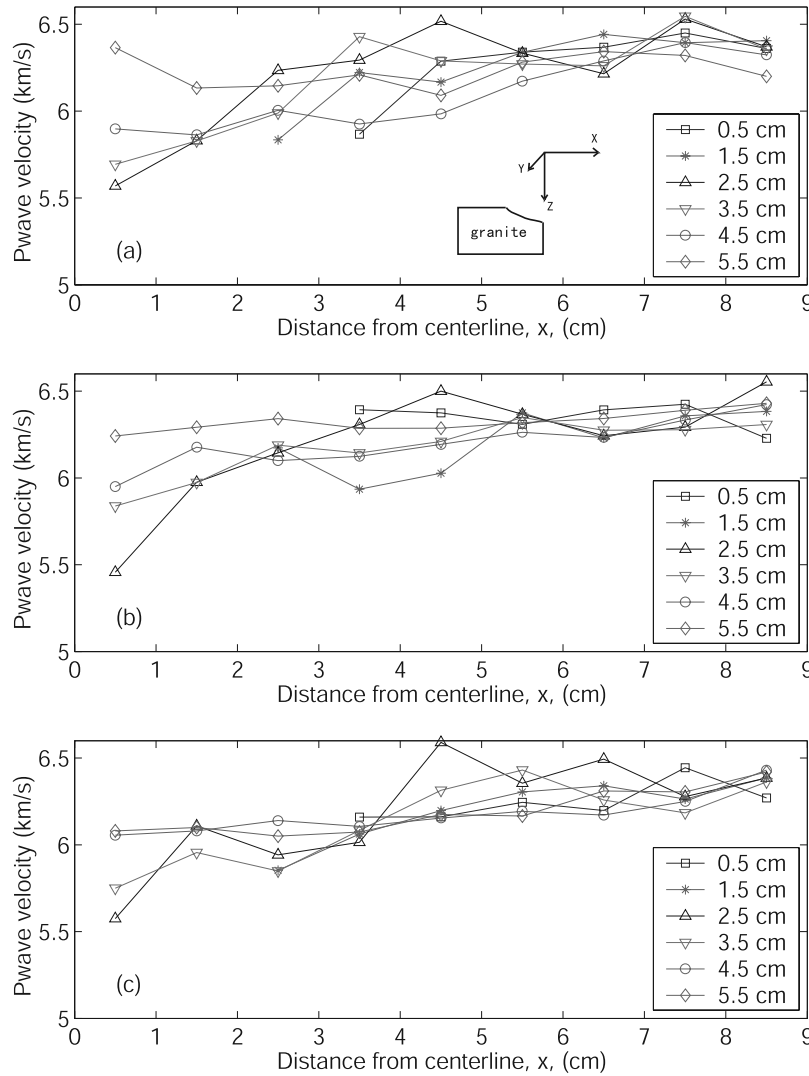 6.5
6
5.5
5
Pwave velocity (km/s)
X
Y
Z
granite
(a)
0.5 cm
1.5 cm
2.5 cm
3.5 cm
4.5 cm
5.5 cm
0 1 2 3 4 5 6 7 8 9
Distance from centerline, x, (cm)
6.5
6
5.5
5
Pwave velocity (km/s)
(b)
0.5 cm
1.5 cm
2.5 cm
3.5 cm
4.5 cm
5.5 cm
0 1 2 3 4 5 6 7 8 9
Distance from centerline, x, (cm)
6.5
6
5.5
5
Pwave velocity (km/s)
(c)
0.5 cm
1.5 cm
2.5 cm
3.5 cm
4.5 cm
5.5 cm
0 1 2 3 4 5 6 7 8 9
Distance from centerline, x, (cm)